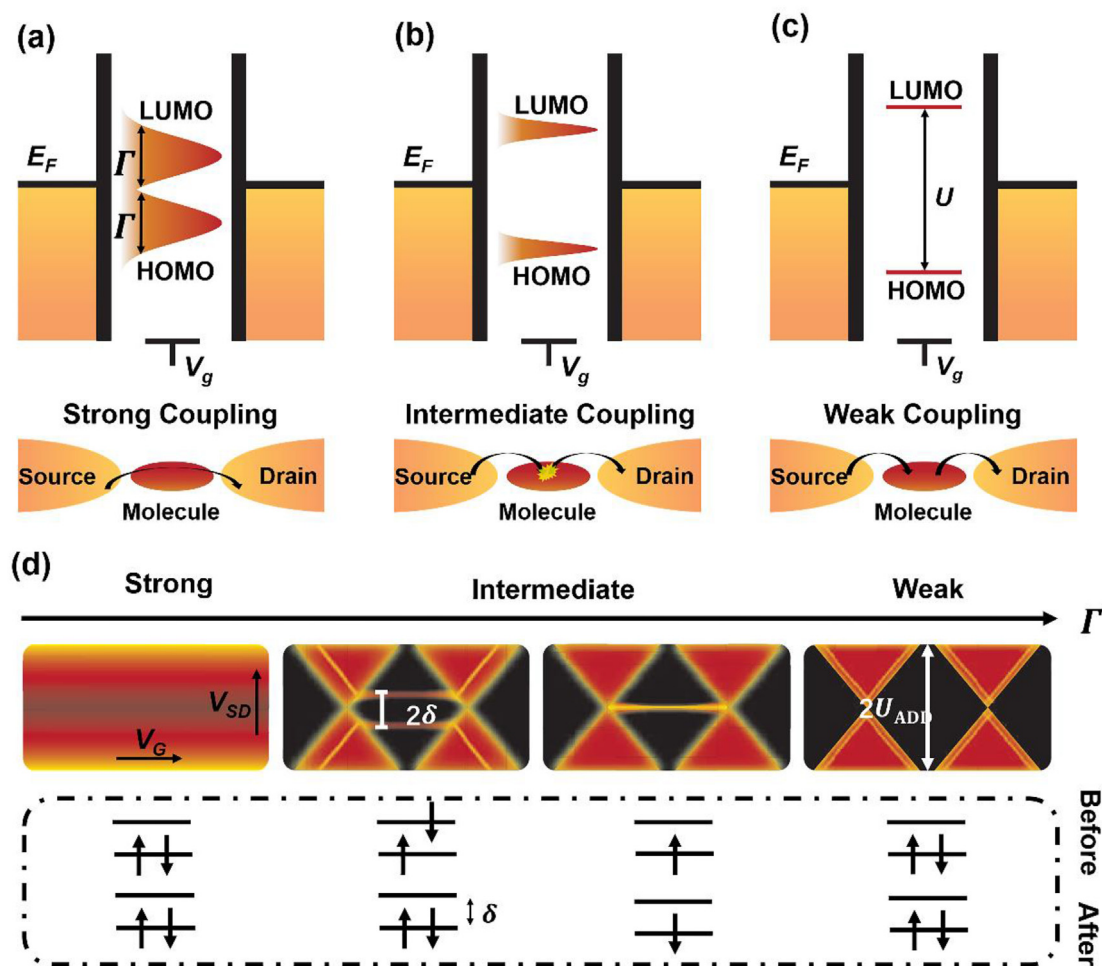 (a)
LUMO
E_F
Γ
Γ
HOMO
V_g
Strong Coupling
Source
Drain
Molecule
(b)
LUMO
E_F
HOMO
V_g
Intermediate Coupling
Source
Drain
Molecule
(c)
LUMO
E_F
U
HOMO
V_g
Weak Coupling
Source
Drain
Molecule
(d)
Strong
Intermediate
Weak
Γ
V_SD
V_G
2δ
2U_ADD
Before
δ
After